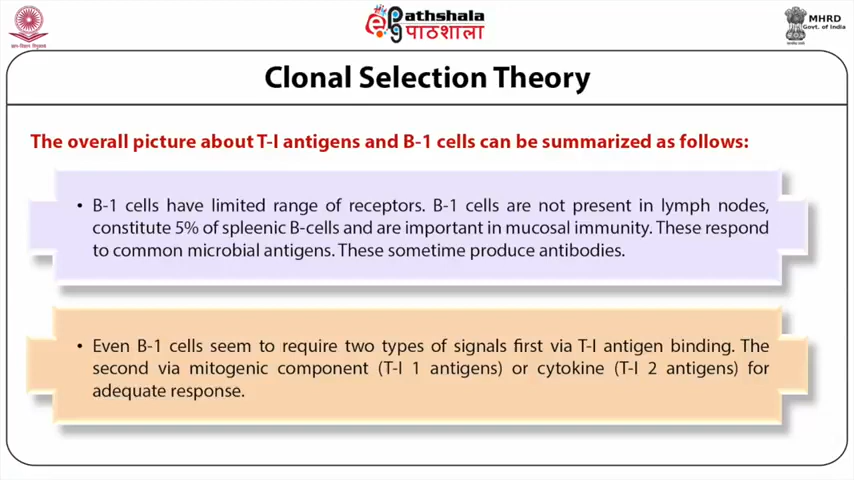 ePathshala
पाठशाला
MHRD
Govt. of India
Clonal Selection Theory
The overall picture about T-I antigens and B-1 cells can be summarized as follows:
• B-1 cells have limited range of receptors. B-1 cells are not present in lymph nodes,
constitute 5% of spleenic B-cells and are important in mucosal immunity. These respond
to common microbial antigens. These sometime produce antibodies.
• Even B-1 cells seem to require two types of signals first via T-I antigen binding. The
second via mitogenic component (T-I 1 antigens) or cytokine (T-I 2 antigens) for
adequate response.